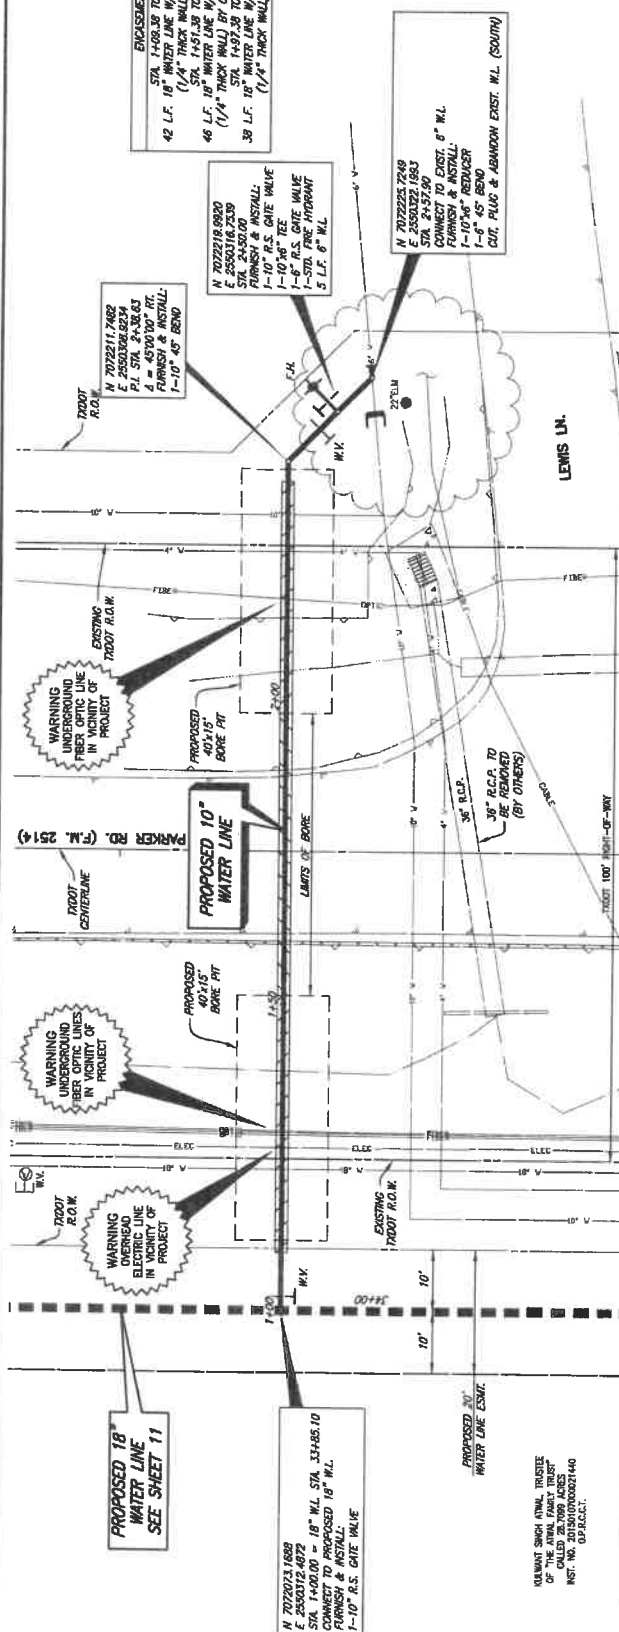 ENCASEME
STA. 1+09.38 TO
42 L.F. 18" WATER LINE W/
(1/4" THICK WALL
STA. 1+51.38 TO
46 L.F. 18" WATER LINE W/
(1/4" THICK WALL) BY O
STA. 1+97.38 TO
38 L.F. 18" WATER LINE W/
(1/4" THICK WALL
N 7072225.7249
E 2550322.1993
STA. 2+57.90
CONNECT TO EXIST. 6" W.L.
FURNISH & INSTALL:
1-10"x6" REDUCER
1-6" 45° BEND
CUT, PLUG & ABANDON EXIST. W.L. (SOUTH)
N 7072219.9920
E 2550316.7539
STA. 2+50.00
FURNISH & INSTALL:
1-10" R.S. GATE VALVE
1-10"x6" TEE
1-6" R.S. GATE VALVE
1-STD. FIRE HYDRANT
5 L.F. 6" W.L.
N 7072211.7482
E 2550308.9234
P.I. STA. 2+38.63
Δ = 45°00'00" RT.
FURNISH & INSTALL:
1-10" 45° BEND
TXDOT
R.O.W.
F.H.
W.V.
22"ELM
LEWIS LN.
6" W
10" W
4" W
EXISTING
TXDOT R.O.W.
FIBE
OPT
FIBE
WARNING
UNDERGROUND
FIBER OPTIC LINE
IN VICINITY OF
PROJECT
PROPOSED
40'x15'
BORE PIT
2+00
PARKER RD. (F.M. 2514)
TXDOT
CENTERLINE
PROPOSED 10"
WATER LINE
LIMITS OF BORE
36" R.C.P.
36" R.C.P. TO
BE REMOVED
(BY OTHERS)
TXDOT 100' RIGHT-OF-WAY
PROPOSED
40'x15'
BORE PIT
1+50
WARNING
UNDERGROUND
FIBER OPTIC LINES
IN VICINITY OF
PROJECT
ELEC
ELEC
ELEC
W.V.
TXDOT
R.O.W.
WARNING
OVERHEAD
ELECTRIC LINE
IN VICINITY OF
PROJECT
EXISTING
TXDOT R.O.W.
10" W
1+00
W.V.
34+00
10'
10'
PROPOSED 18"
WATER LINE
SEE SHEET 11
N 7072073.1688
E 2550312.4672
STA. 1+00.00 = 18" W.L. STA. 33+85.10
CONNECT TO PROPOSED 18" W.L.
FURNISH & INSTALL:
1-10" R.S. GATE VALVE
PROPOSED 20'
WATER LINE ESMT.
KULWANT SINGH ATWAL, TRUSTEE
OF "THE ATWAL FAMILY TRUST"
CALLED 28.7099 ACRES
INST. NO. 20150107000021440
O.P.R.C.C.T.